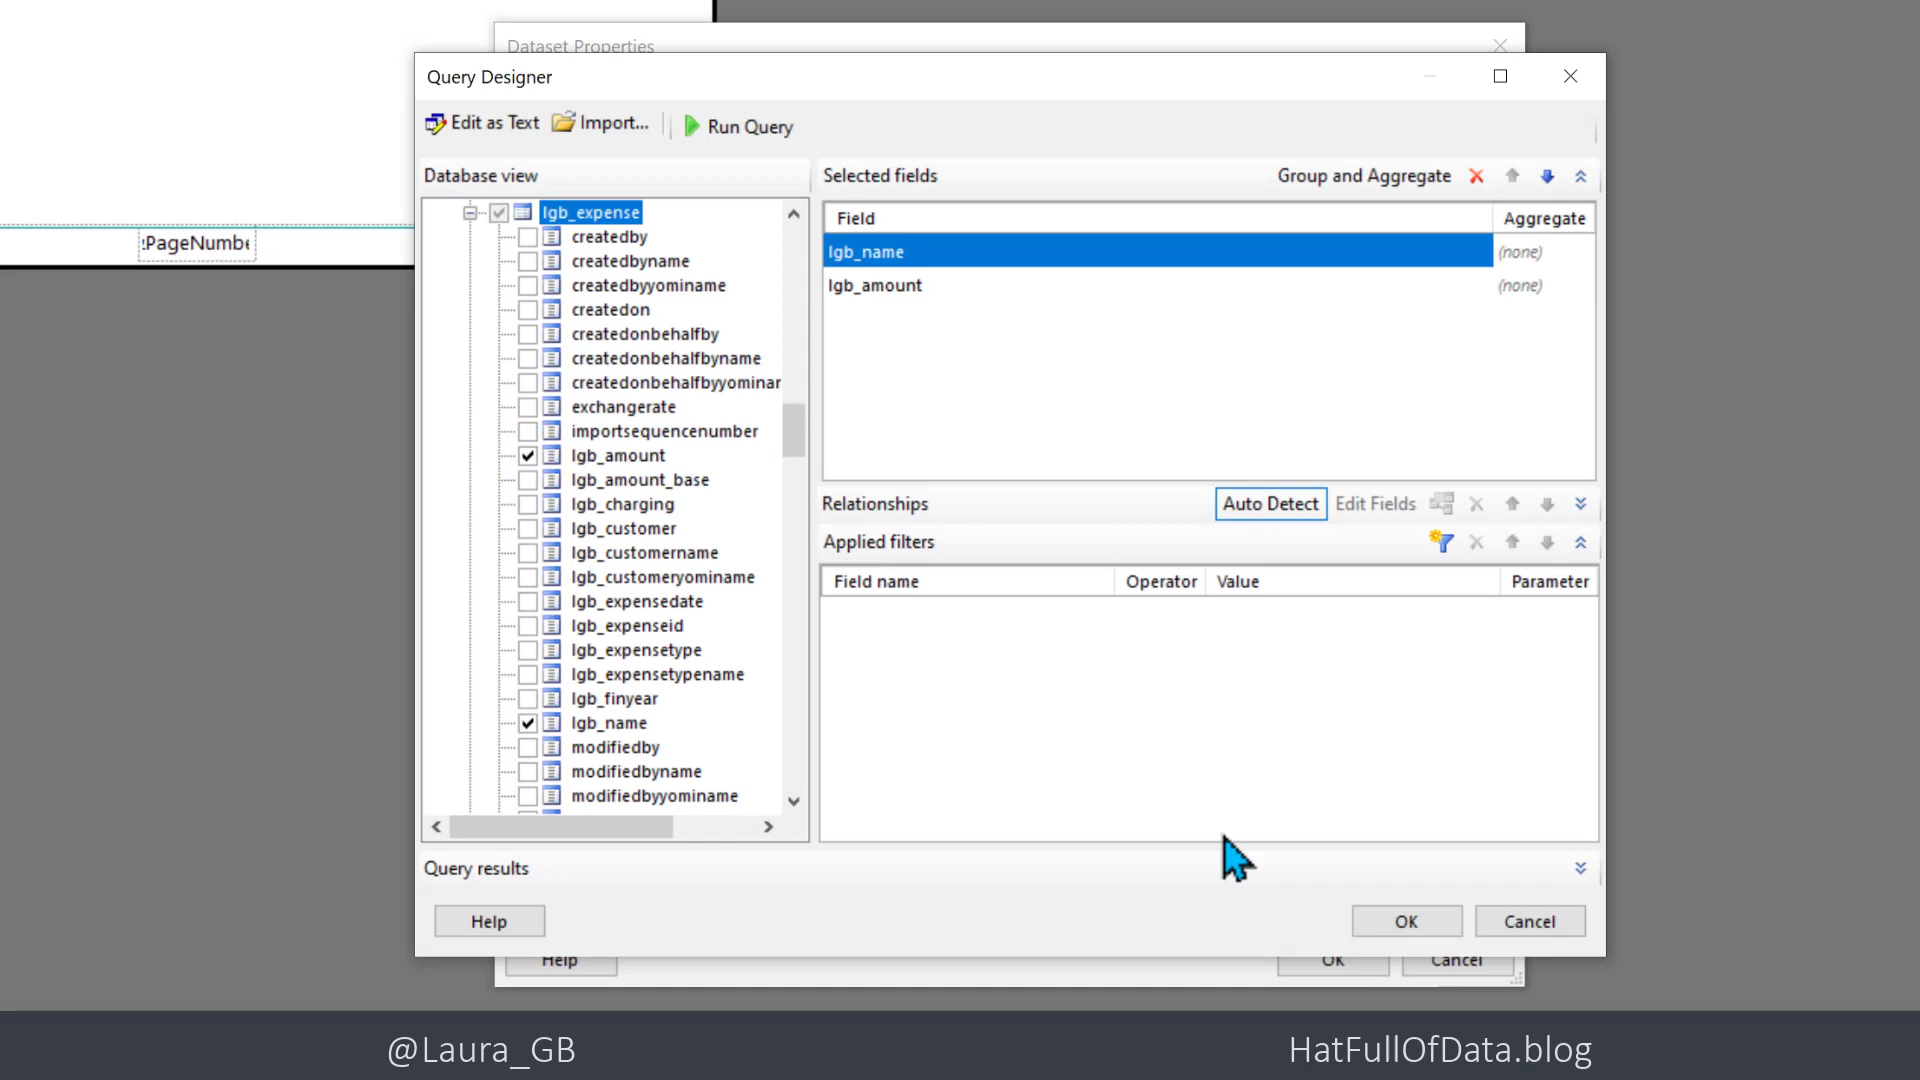 Dataset Properties
Query Designer
Edit as Text
Import...
Run Query
Database view
lgb_expense
createdby
createdbyname
createdbyyominame
createdon
createdonbehalfby
createdonbehalfbyname
createdonbehalfbyyominar
exchangerate
importsequencenumber
lgb_amount
lgb_amount_base
lgb_charging
lgb_customer
lgb_customername
lgb_customeryominame
lgb_expensedate
lgb_expenseid
lgb_expensetype
lgb_expensetypename
lgb_finyear
lgb_name
modifiedby
modifiedbyname
modifiedbyyominame
Selected fields
Group and Aggregate
Field
Aggregate
lgb_name
(none)
lgb_amount
(none)
Relationships
Auto Detect
Edit Fields
Applied filters
Field name
Operator
Value
Parameter
Query results
Help
OK
Cancel
Help
OK
Cancel
:PageNumbe
@Laura_GB
HatFullOfData.blog